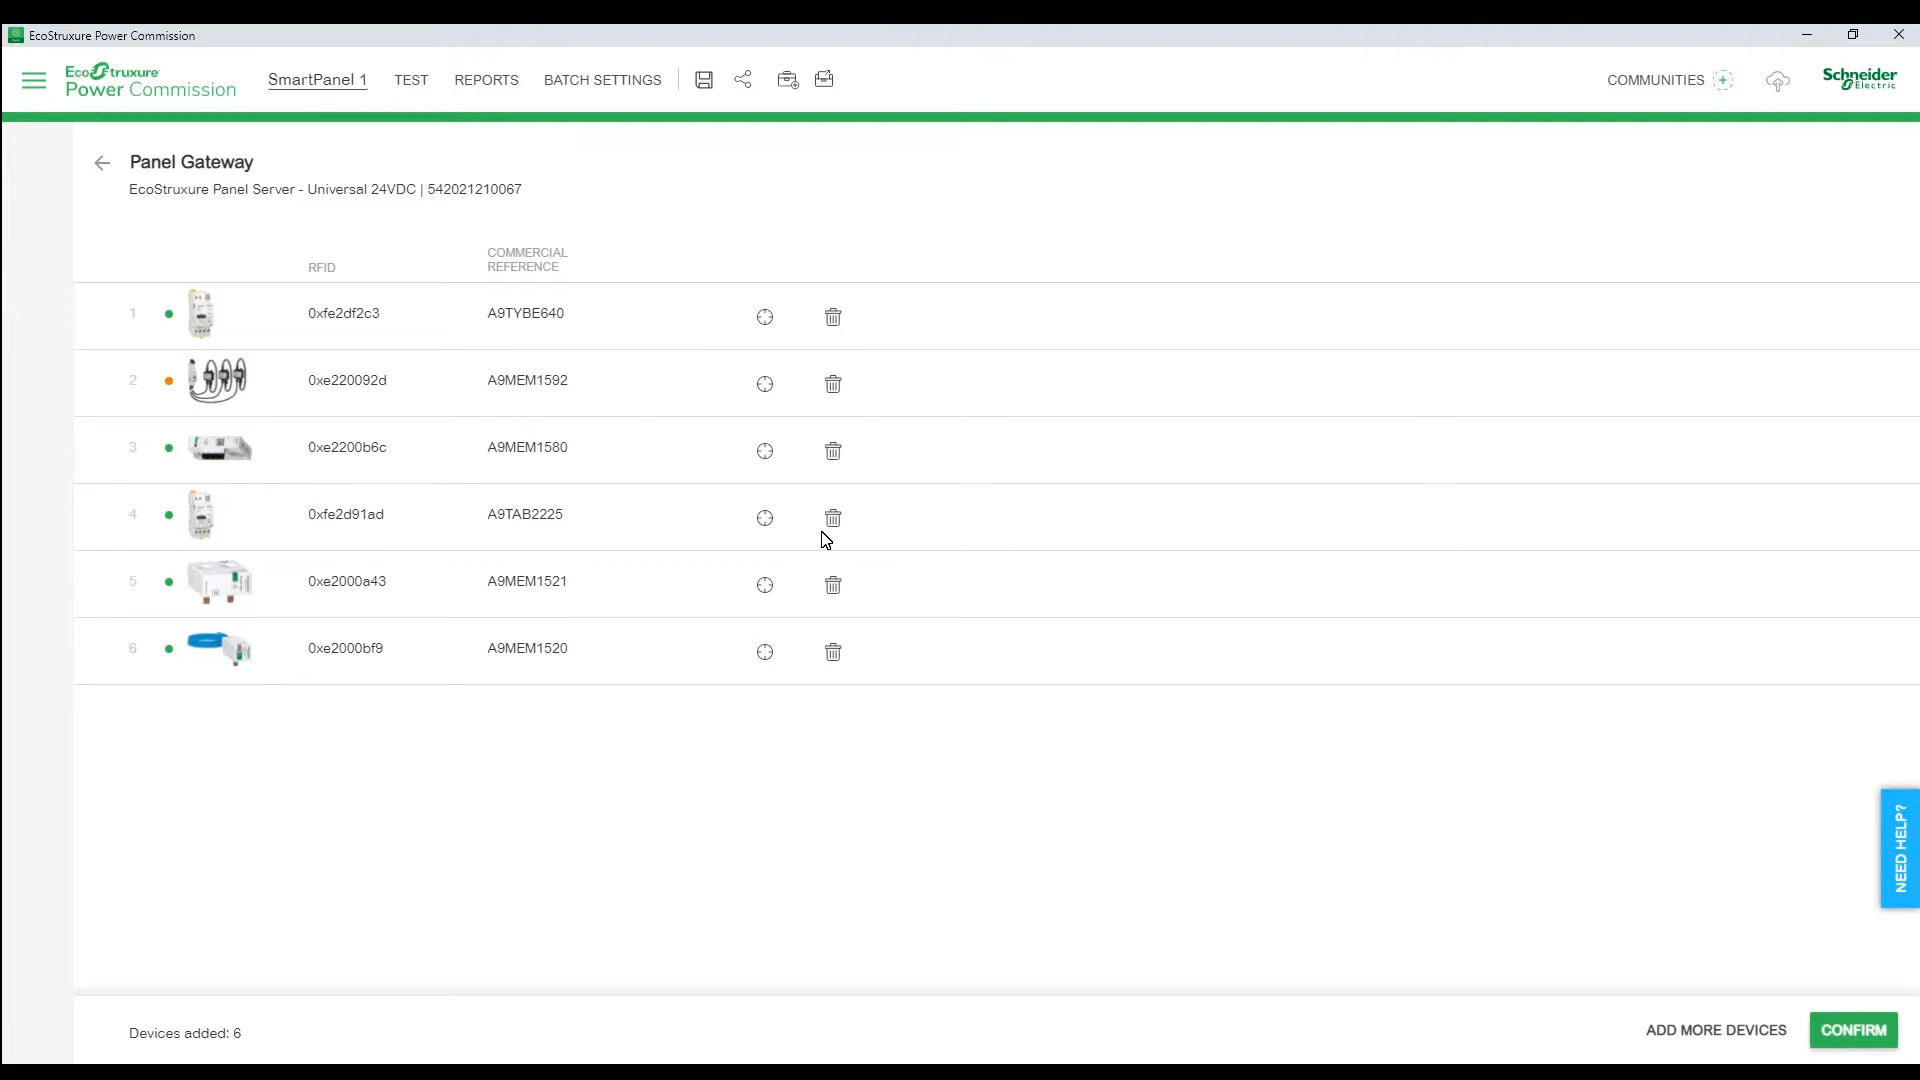 EcoStruxure Power Commission
EcoStruxure
Power Commission
SmartPanel 1
TEST
REPORTS
BATCH SETTINGS
COMMUNITIES
Schneider
Electric
Panel Gateway
EcoStruxure Panel Server - Universal 24VDC | 542021210067
RFID
COMMERCIAL
REFERENCE
1 0xfe2df2c3 A9TYBE640
2 0xe220092d A9MEM1592
3 0xe2200b6c A9MEM1580
4 0xfe2d91ad A9TAB2225
5 0xe2000a43 A9MEM1521
6 0xe2000bf9 A9MEM1520
NEED HELP?
Devices added: 6
ADD MORE DEVICES
CONFIRM